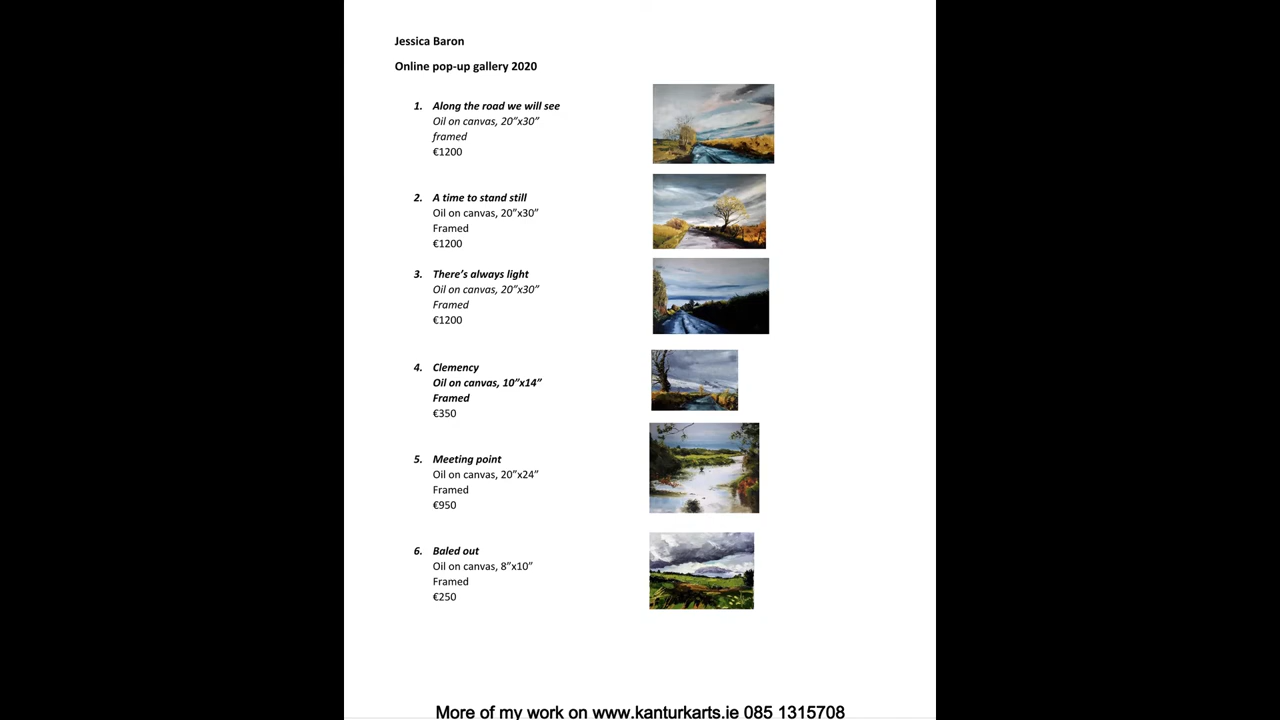 Jessica Baron
Online pop-up gallery 2020
1. Along the road we will see
Oil on canvas, 20”x30”
framed
€1200
2. A time to stand still
Oil on canvas, 20”x30”
Framed
€1200
3. There’s always light
Oil on canvas, 20”x30”
Framed
€1200
4. Clemency
Oil on canvas, 10”x14”
Framed
€350
5. Meeting point
Oil on canvas, 20”x24”
Framed
€950
6. Baled out
Oil on canvas, 8”x10”
Framed
€250
More of my work on www.kanturkarts.ie 085 1315708